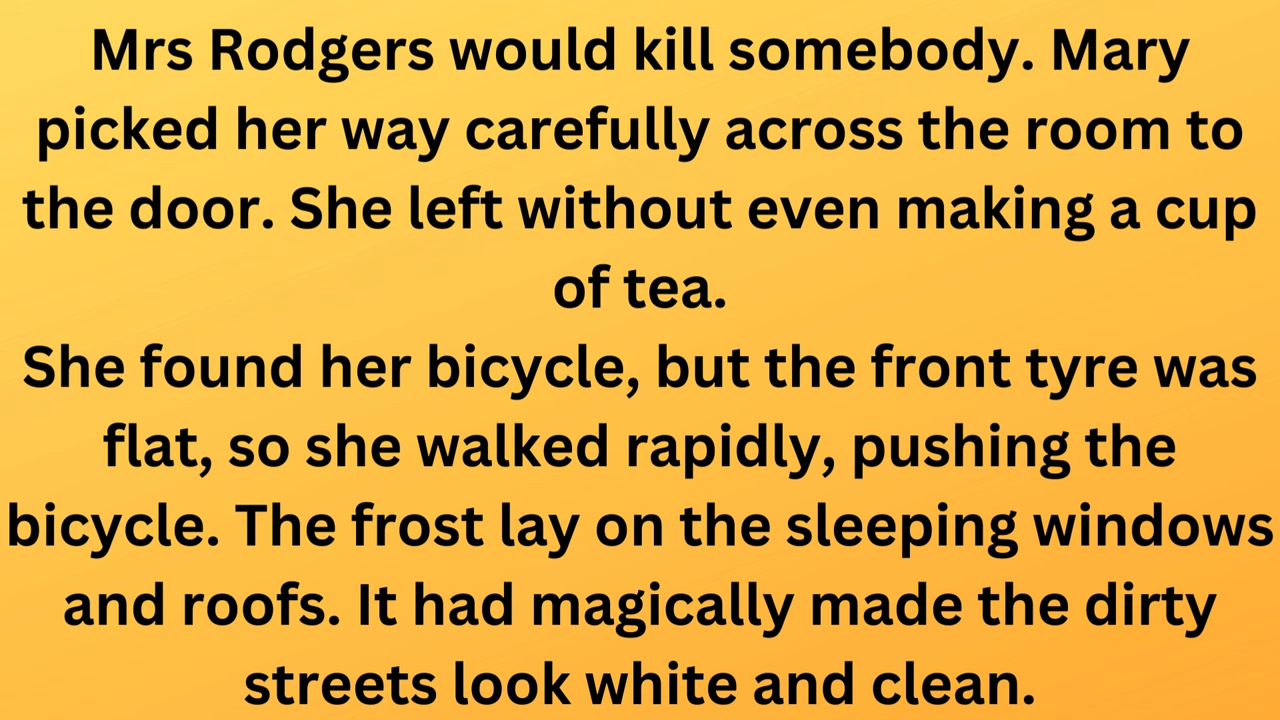 Mrs Rodgers would kill somebody. Mary
picked her way carefully across the room to
the door. She left without even making a cup
of tea.
She found her bicycle, but the front tyre was
flat, so she walked rapidly, pushing the
bicycle. The frost lay on the sleeping windows
and roofs. It had magically made the dirty
streets look white and clean.